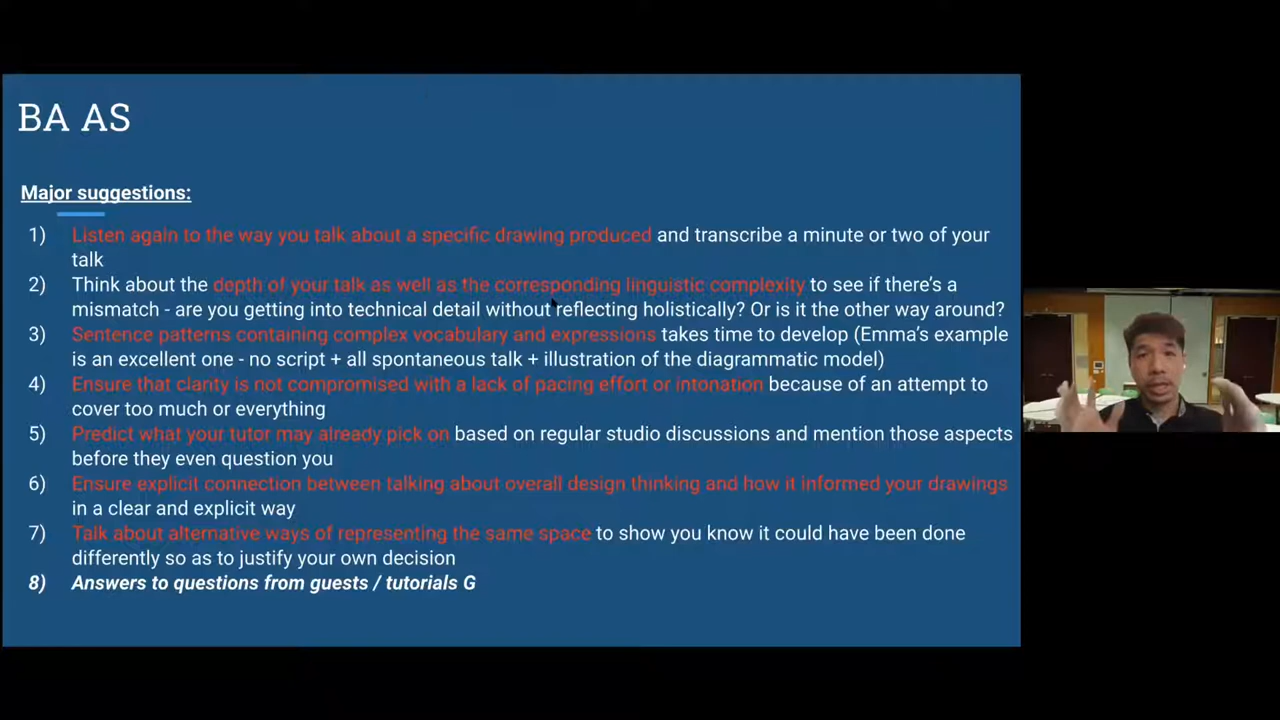 BA AS
Major suggestions:
1) Listen again to the way you talk about a specific drawing produced and transcribe a minute or two of your
talk
2) Think about the depth of your talk as well as the corresponding linguistic complexity to see if there's a
mismatch - are you getting into technical detail without reflecting holistically? Or is it the other way around?
3) Sentence patterns containing complex vocabulary and expressions takes time to develop (Emma's example
is an excellent one - no script + all spontaneous talk + illustration of the diagrammatic model)
4) Ensure that clarity is not compromised with a lack of pacing effort or intonation because of an attempt to
cover too much or everything
5) Predict what your tutor may already pick on based on regular studio discussions and mention those aspects
before they even question you
6) Ensure explicit connection between talking about overall design thinking and how it informed your drawings
in a clear and explicit way
7) Talk about alternative ways of representing the same space to show you know it could have been done
differently so as to justify your own decision
8) Answers to questions from guests / tutorials G